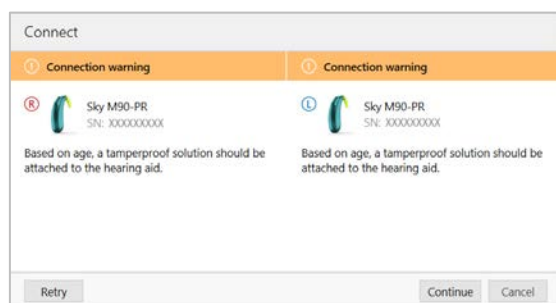 Connect
Connection warning
Connection warning
R
Sky M90-PR
SN: XXXXXXXXX
Based on age, a tamperproof solution should be
attached to the hearing aid.
L
Sky M90-PR
SN: XXXXXXXXX
Based on age, a tamperproof solution should be
attached to the hearing aid.
Retry
Continue
Cancel